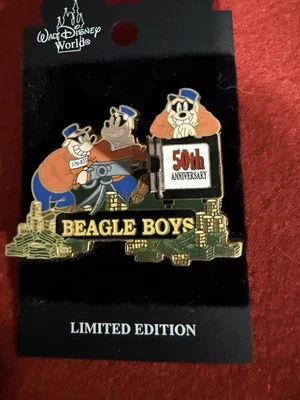 WALT DISNEY
World®
50th
ANNIVERSARY
BEAGLE BOYS
LIMITED EDITION